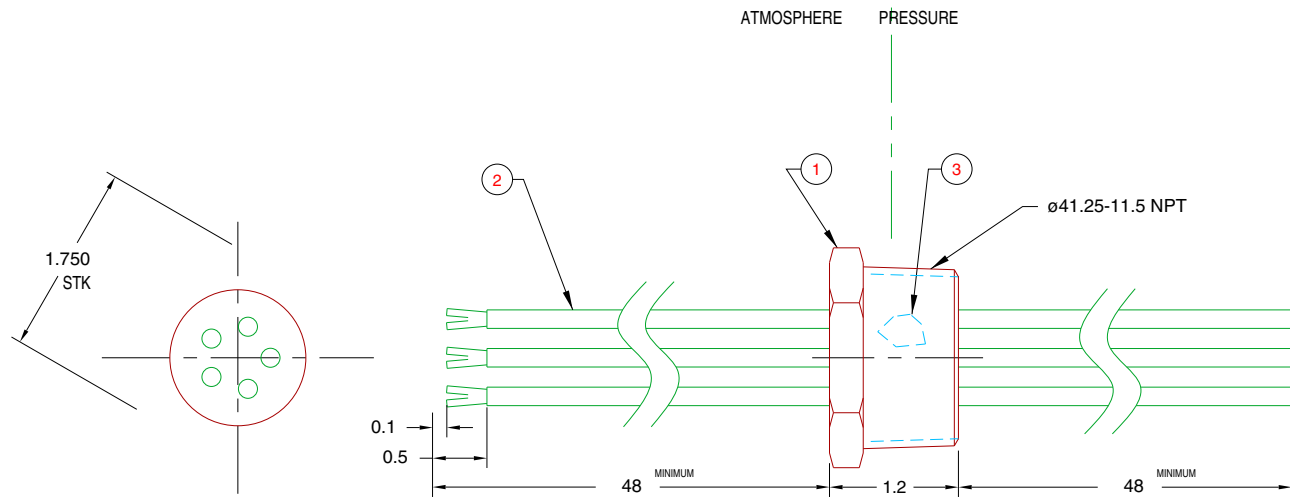 ATMOSPHERE PRESSURE
2
1
3
ø41.25-11.5 NPT
1.750
STK
0.1
0.5
48 MINIMUM
1.2
48 MINIMUM